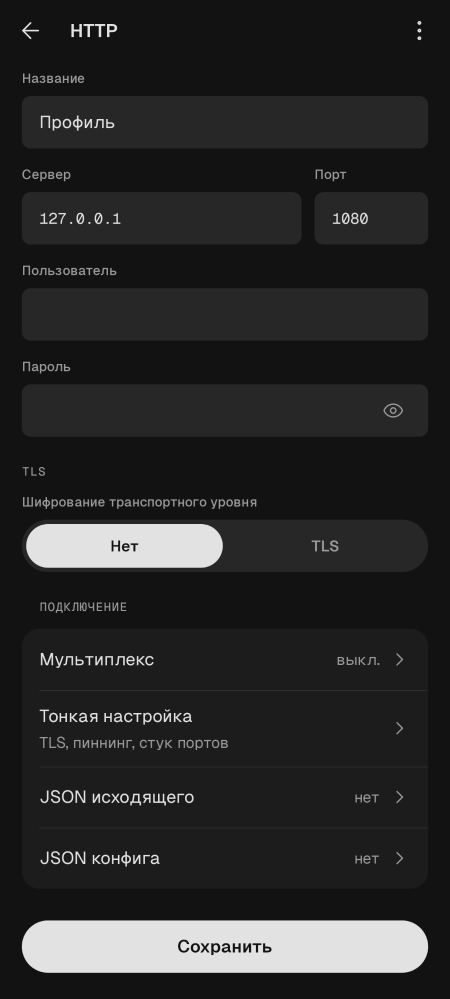 HTTP
Название
Профиль
Сервер
Порт
127.0.0.1
1080
Пользователь
Пароль
TLS
Шифрование транспортного уровня
Нет
TLS
ПОДКЛЮЧЕНИЕ
Мультиплекс
выкл.
Тонкая настройка
TLS, пиннинг, стук портов
JSON исходящего
нет
JSON конфига
нет
Сохранить